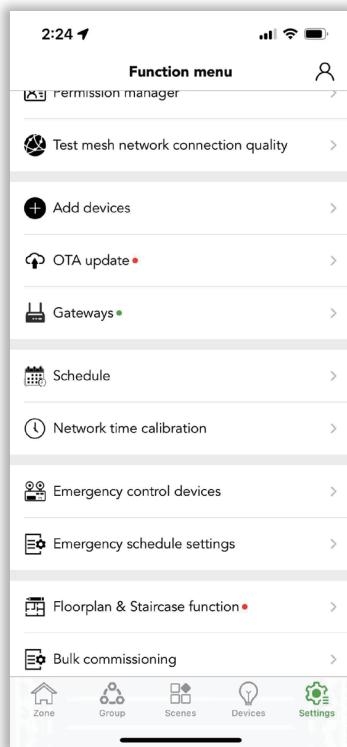 2:24
Function menu
Permission manager
Test mesh network connection quality
Add devices
OTA update
Gateways
Schedule
Network time calibration
Emergency control devices
Emergency schedule settings
Floorplan & Staircase function
Bulk commissioning
Zone Group Scenes Devices Settings